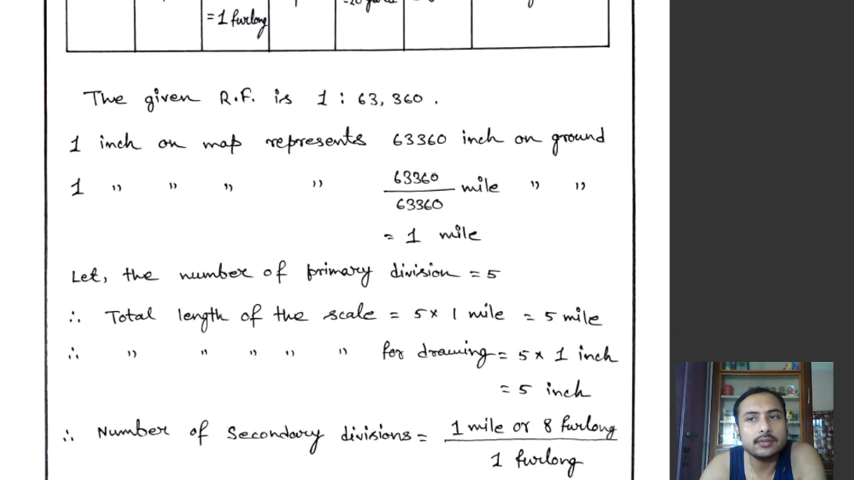 = 1 furlong
The given R.F. is 1 : 63,360.
1 inch on map represents 63360 inch on ground
1 " " " " 63360/63360 mile " "
= 1 mile
Let, the number of primary division = 5
∴ Total length of the scale = 5 × 1 mile = 5 mile
∴ " " " " " for drawing = 5 × 1 inch
= 5 inch
∴ Number of Secondary divisions = 1 mile or 8 furlong / 1 furlong